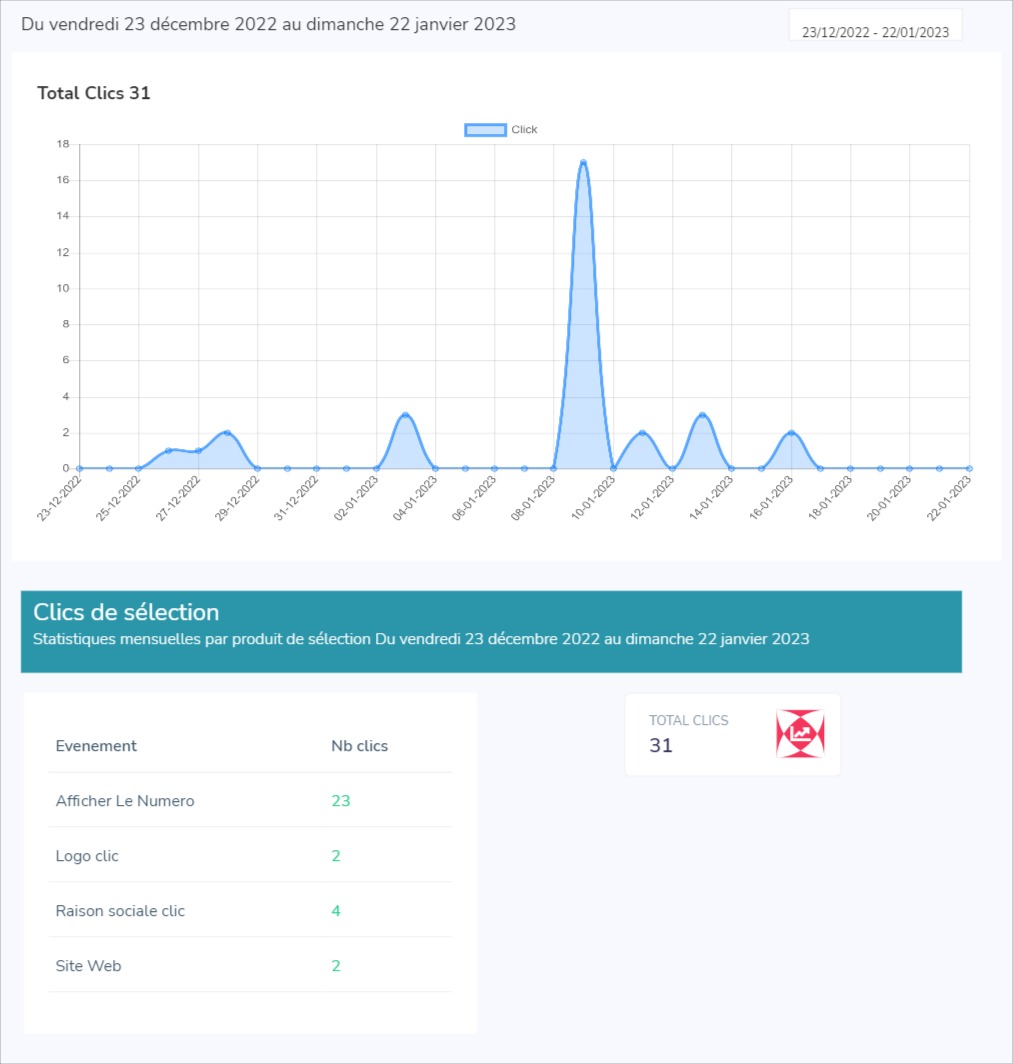 Du vendredi 23 décembre 2022 au dimanche 22 janvier 2023
23/12/2022 - 22/01/2023
Total Clics 31
Click
18
16
14
12
10
8
6
4
2
0
23-12-2022
25-12-2022
27-12-2022
29-12-2022
31-12-2022
02-01-2023
04-01-2023
06-01-2023
08-01-2023
10-01-2023
12-01-2023
14-01-2023
16-01-2023
18-01-2023
20-01-2023
22-01-2023
Clics de sélection
Statistiques mensuelles par produit de sélection Du vendredi 23 décembre 2022 au dimanche 22 janvier 2023
Evenement Nb clics
Afficher Le Numero 23
Logo clic 2
Raison sociale clic 4
Site Web 2
TOTAL CLICS
31